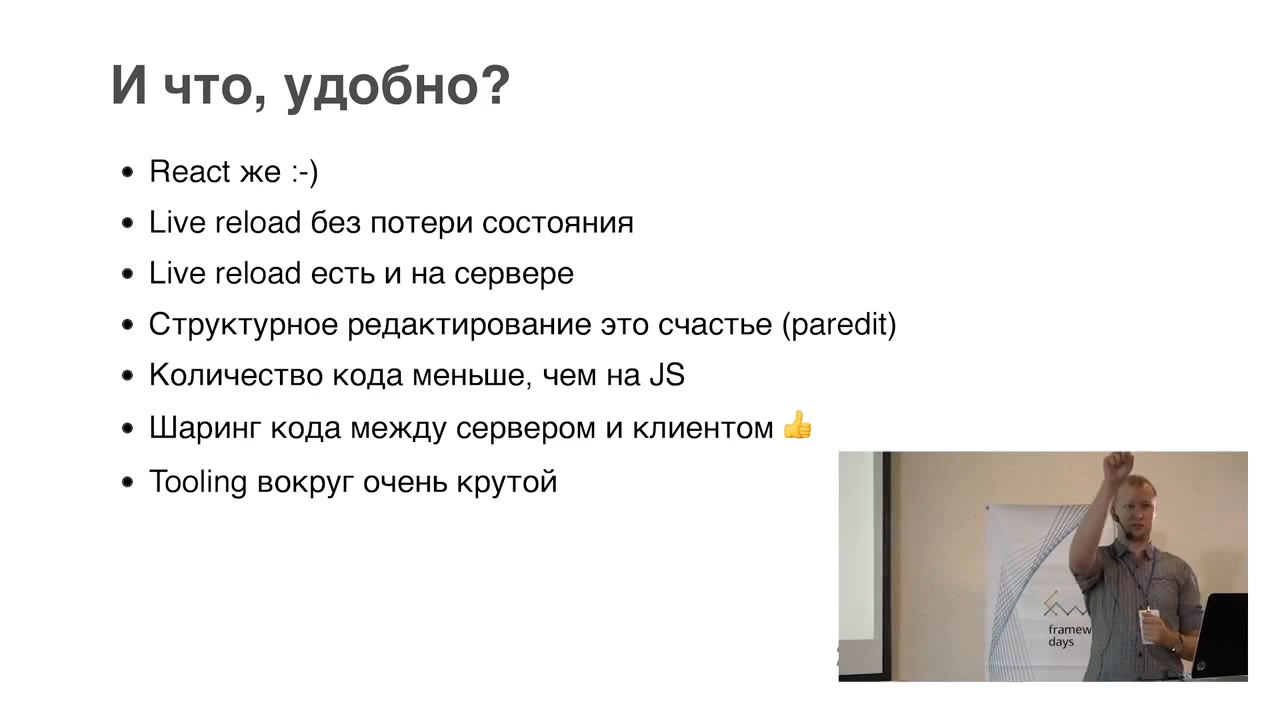 И что, удобно?
React же :-)
Live reload без потери состояния
Live reload есть и на сервере
Структурное редактирование это счастье (paredit)
Количество кода меньше, чем на JS
Шаринг кода между сервером и клиентом 👍
Tooling вокруг очень крутой
framew
days
hp